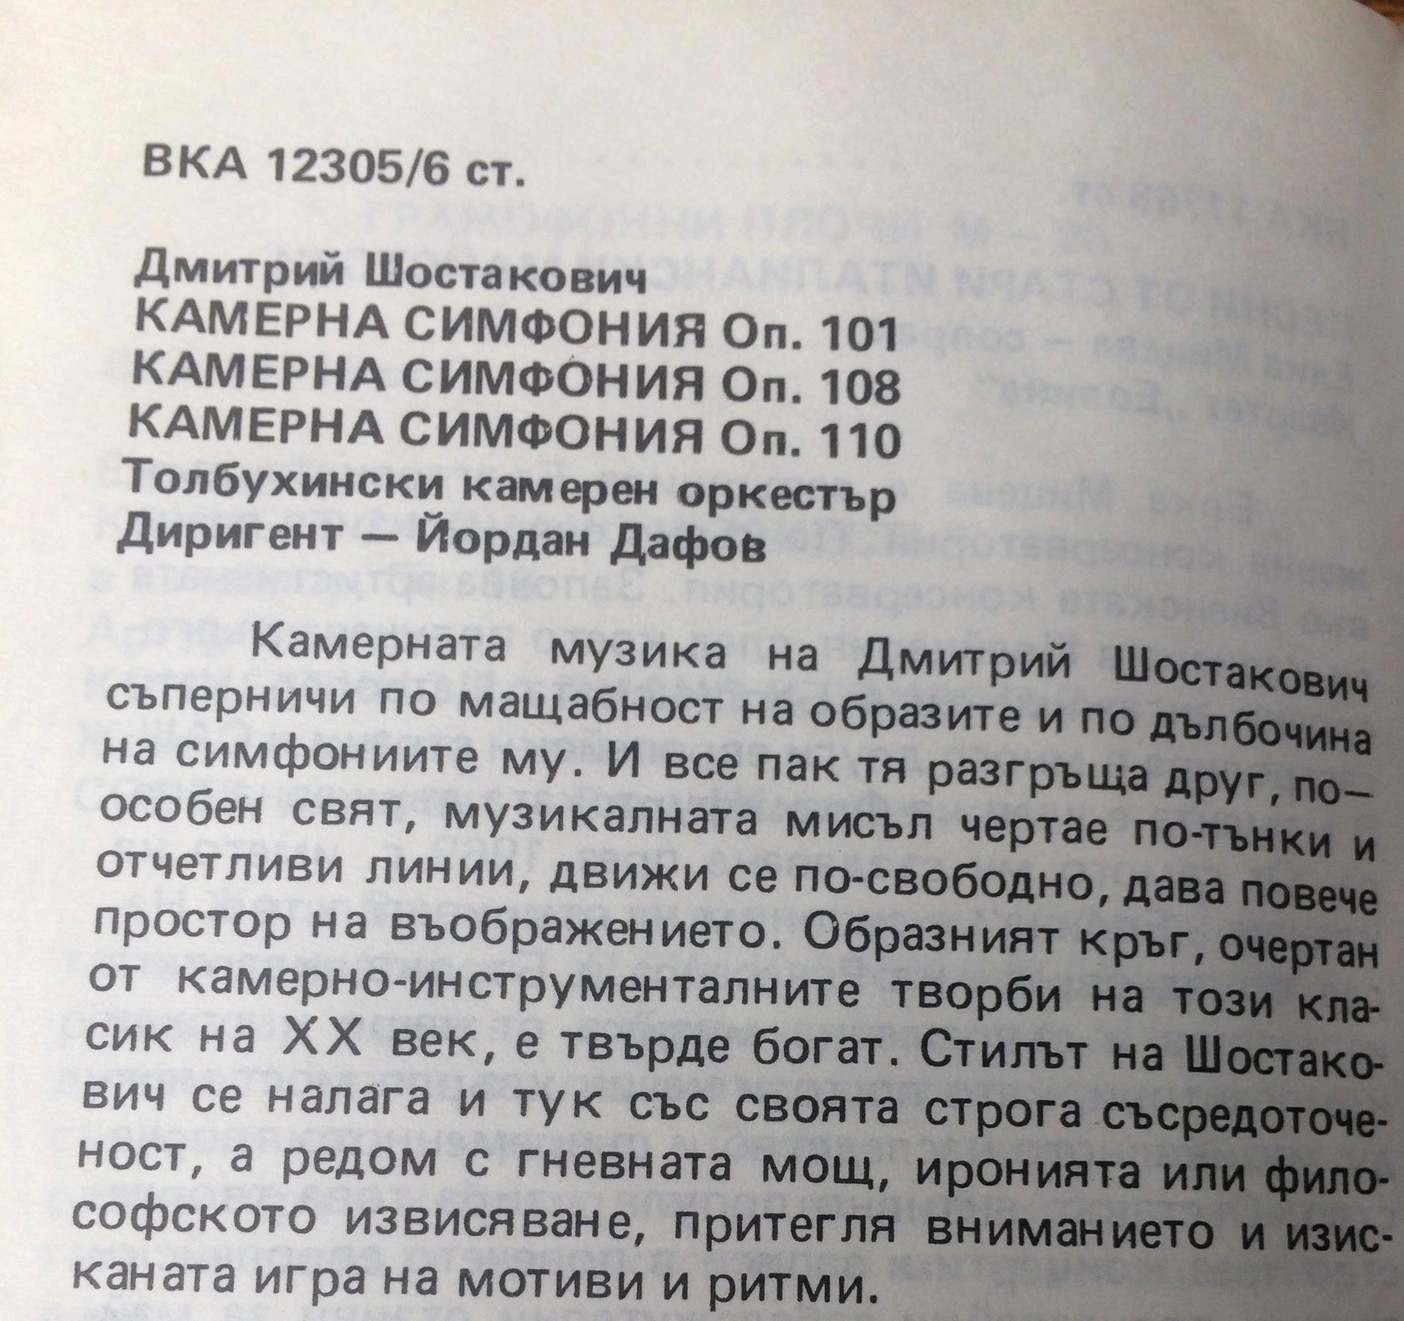 ВКА 12305/6 ст.
Дмитрий Шостакович
КАМЕРНА СИМФОНИЯ Оп. 101
КАМЕРНА СИМФОНИЯ Оп. 108
КАМЕРНА СИМФОНИЯ Оп. 110
Толбухински камерен оркестър
Диригент — Йордан Дафов
Камерната музика на Дмитрий Шостакович
съперничи по мащабност на образите и по дълбочина
на симфониите му. И все пак тя разгръща друг, по—
особен свят, музикалната мисъл чертае по-тънки и
отчетливи линии, движи се по-свободно, дава повече
простор на въображението. Образният кръг, очертан
от камерно-инструменталните творби на този кла-
сик на XX век, е твърде богат. Стилът на Шостако-
вич се налага и тук със своята строга съсредоточе-
ност, а редом с гневната мощ, иронията или фило-
софското извисяване, притегля вниманието и изис-
каната игра на мотиви и ритми.